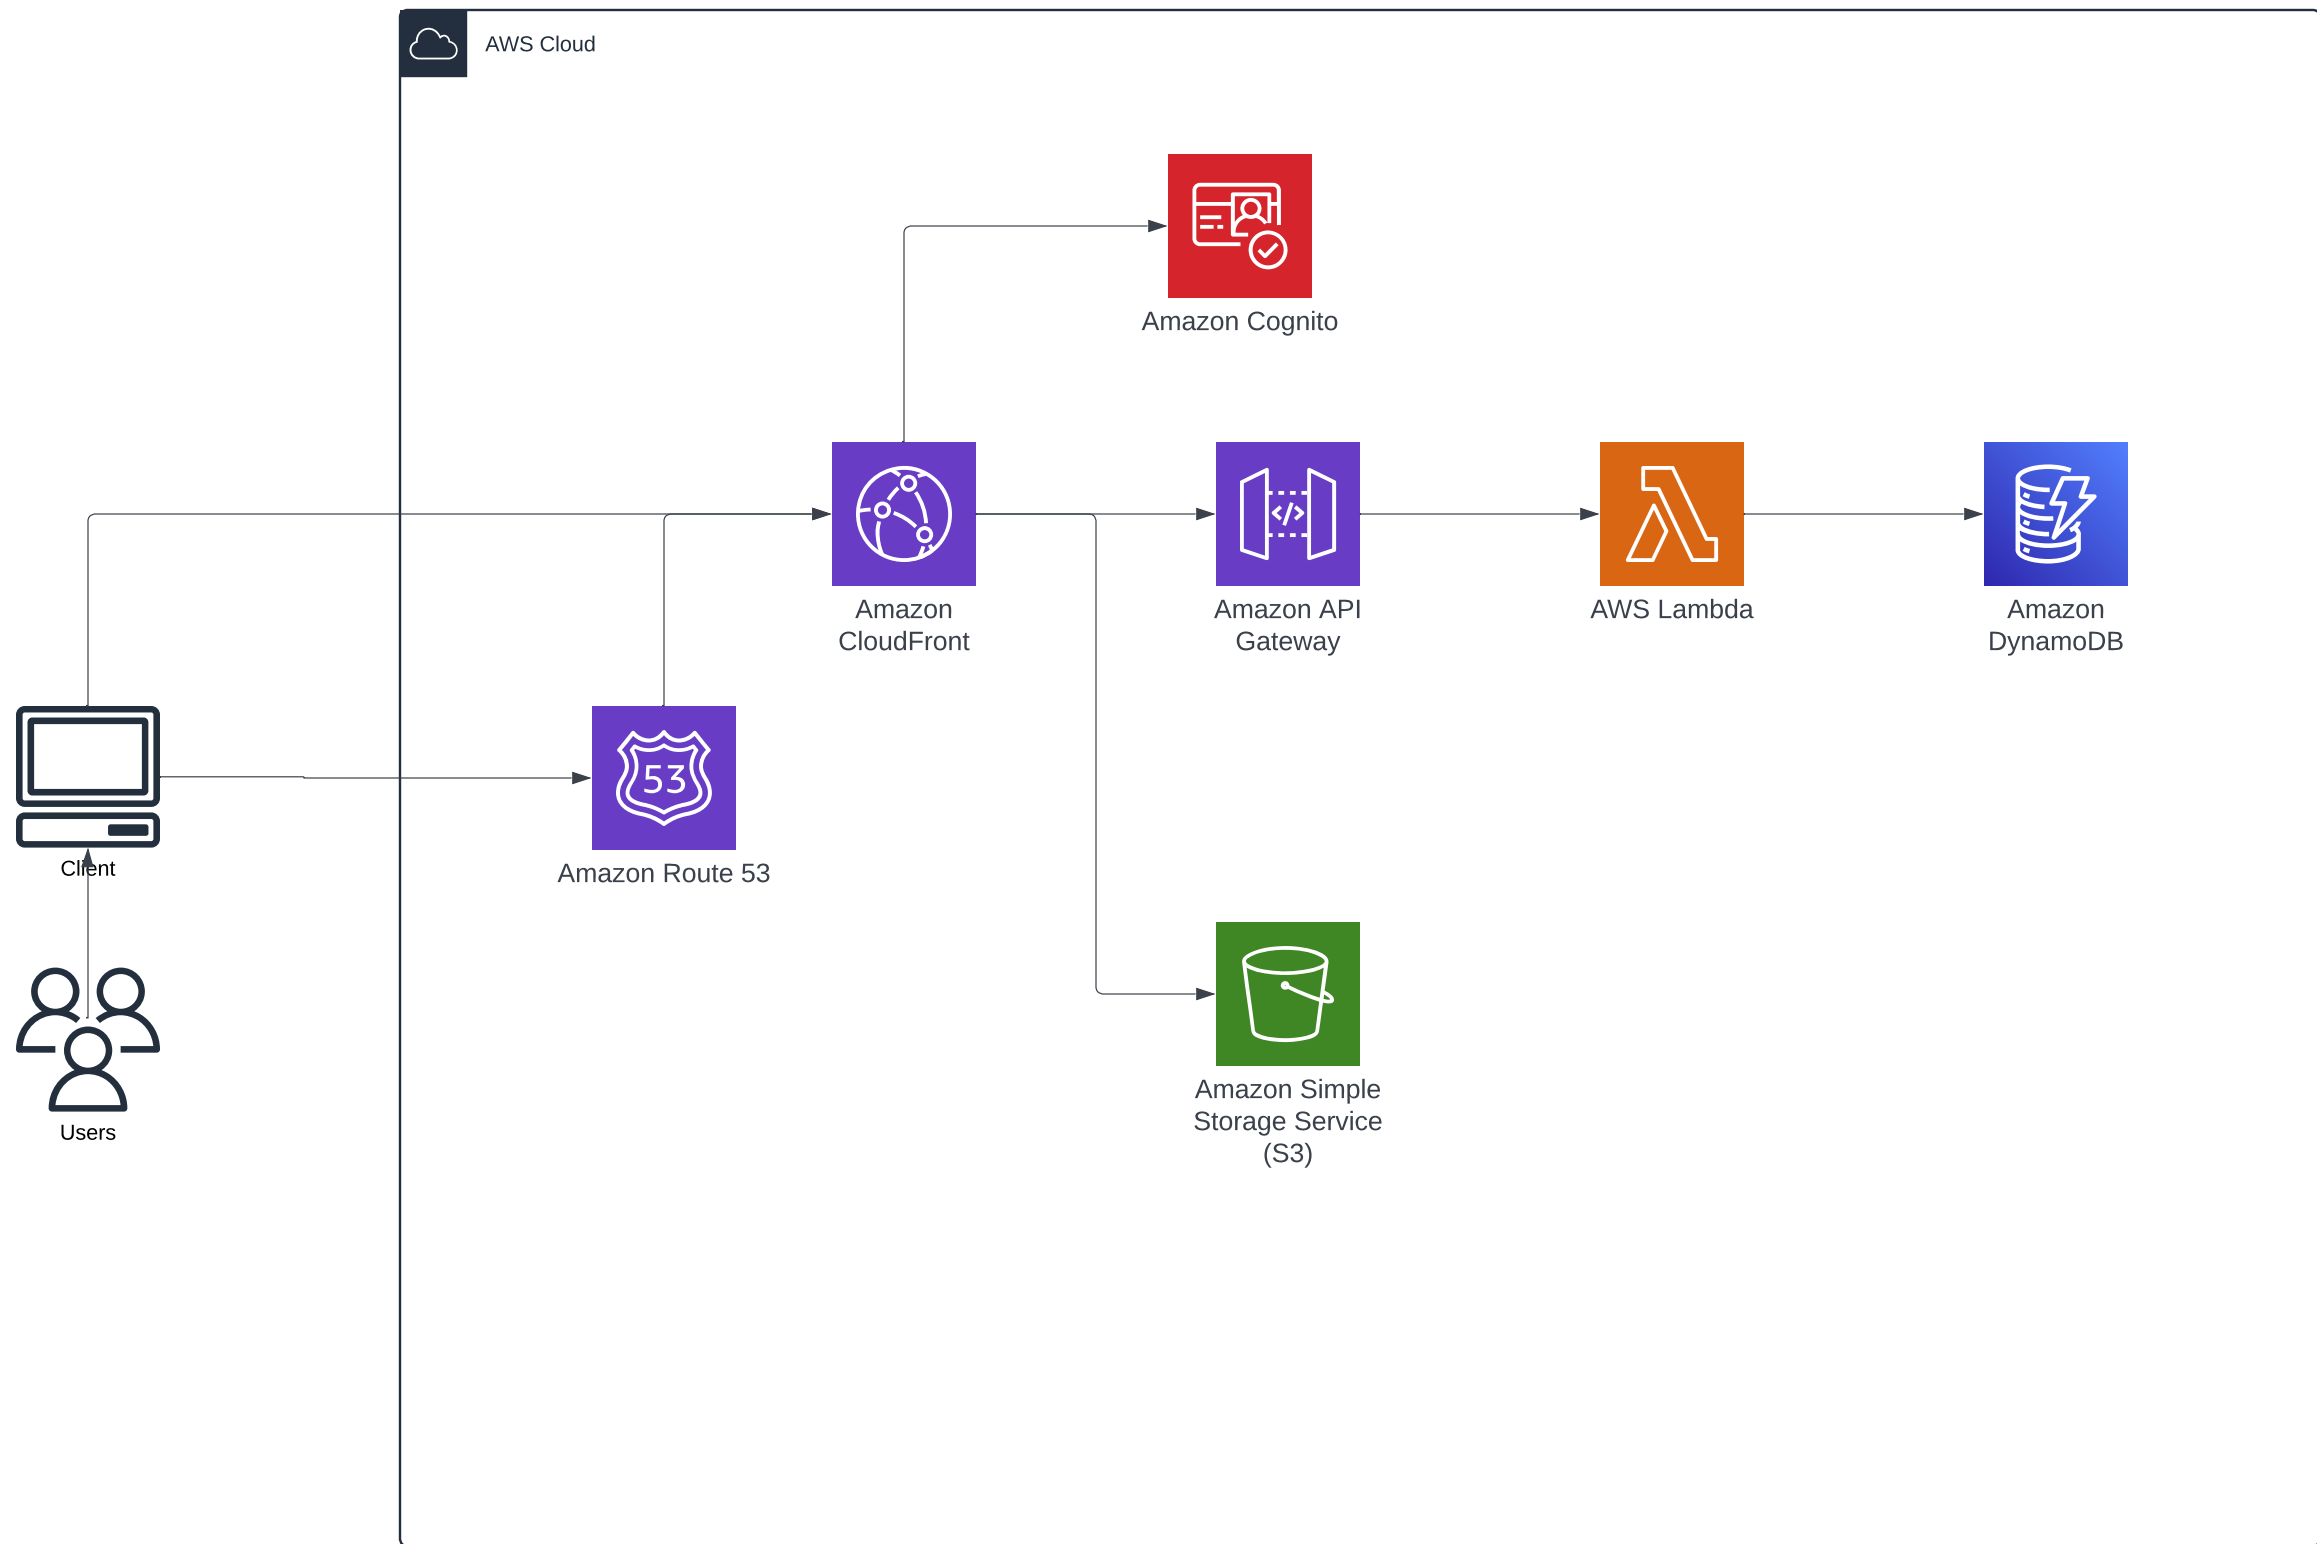 AWS Cloud
Amazon Cognito
Amazon
CloudFront
Amazon API
Gateway
AWS Lambda
Amazon
DynamoDB
53
Client
Amazon Route 53
Users
Amazon Simple
Storage Service
(S3)